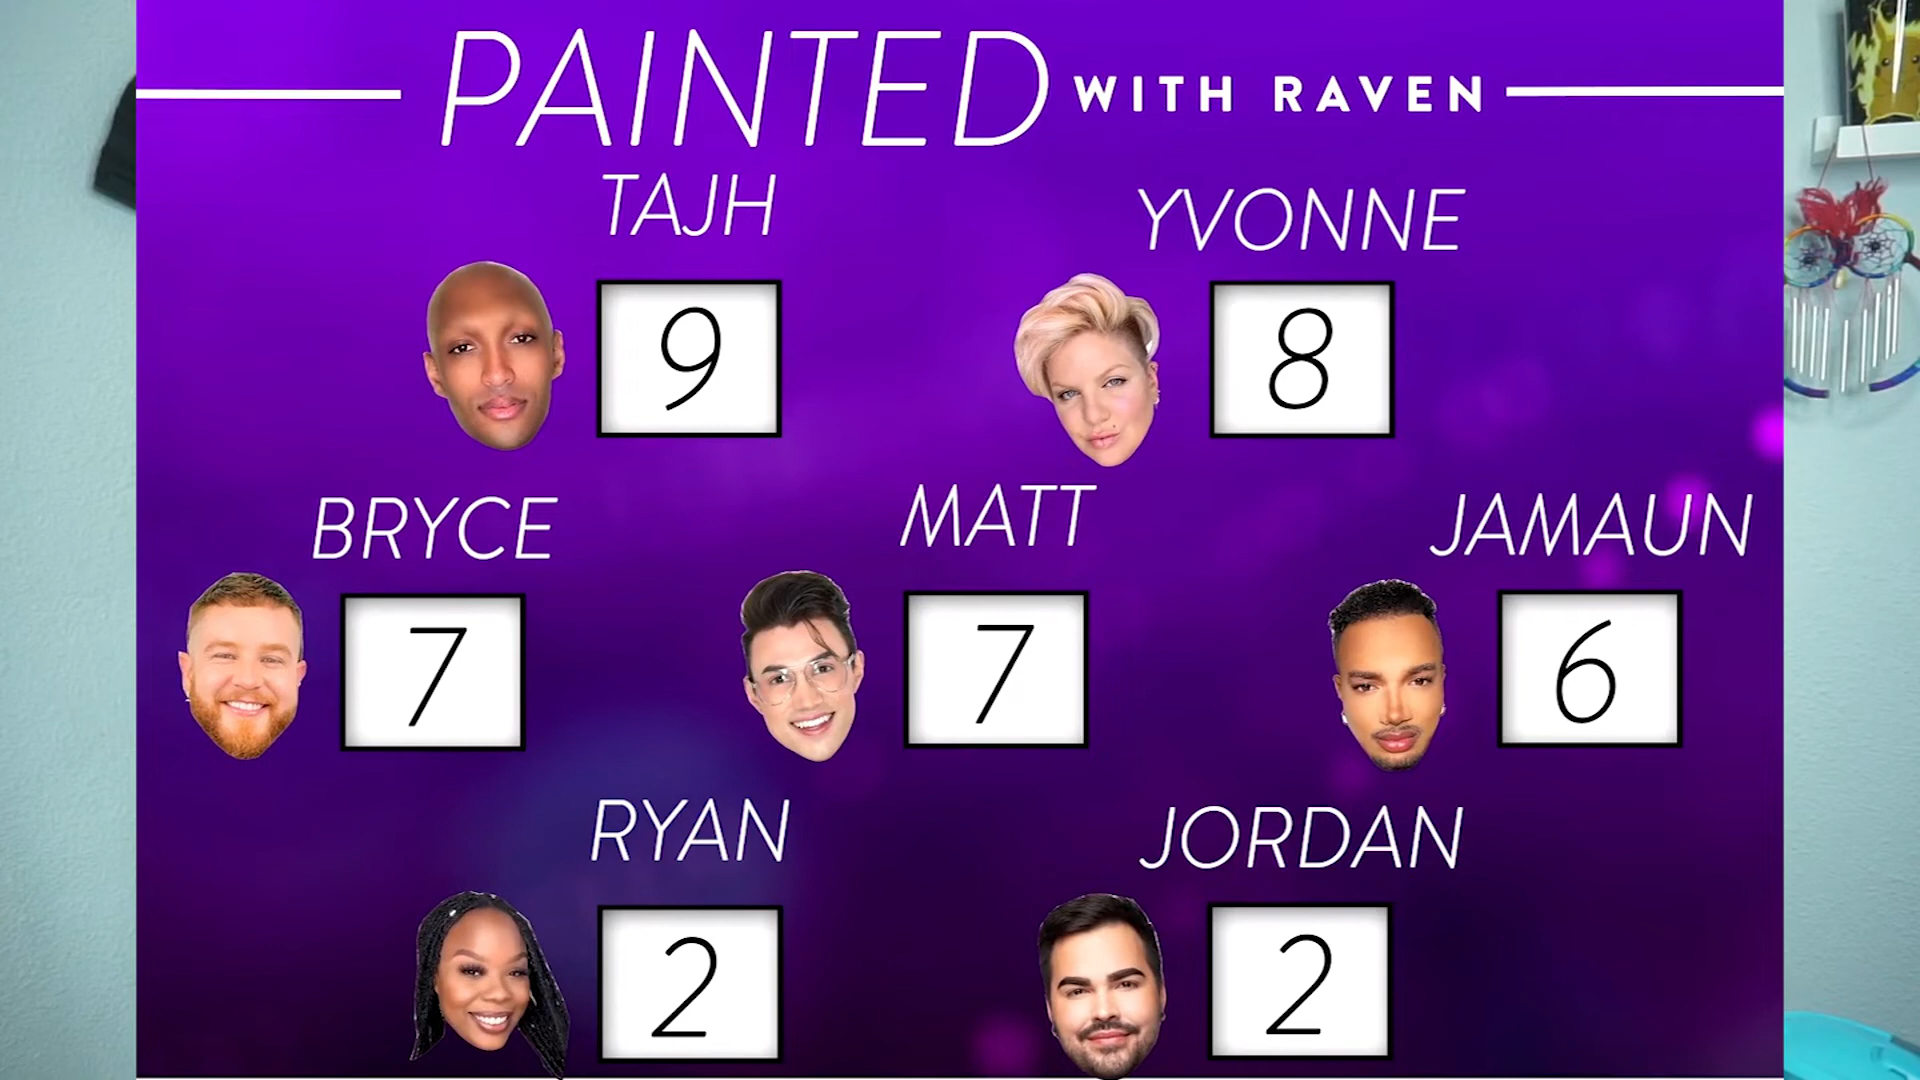 PAINTED WITH RAVEN
TAJH
YVONNE
9
8
BRYCE
MATT
JAMAUN
7
7
6
RYAN
JORDAN
2
2